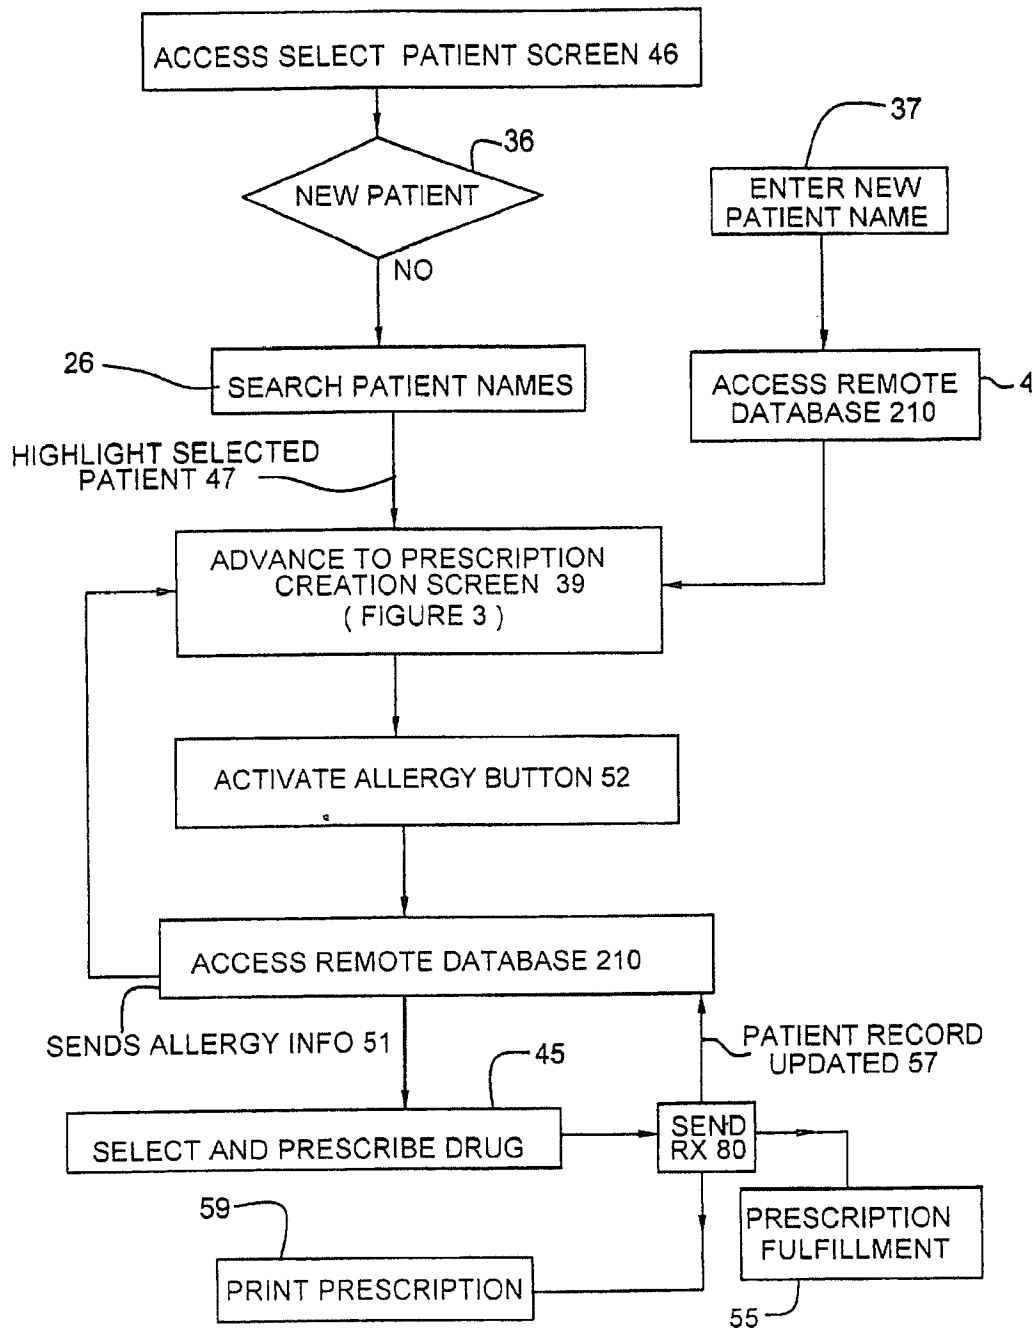 ACCESS SELECT PATIENT SCREEN 46
36
NEW PATIENT
NO
37
ENTER NEW
PATIENT NAME
26
SEARCH PATIENT NAMES
ACCESS REMOTE
DATABASE 210
4
HIGHLIGHT SELECTED
PATIENT 47
ADVANCE TO PRESCRIPTION
CREATION SCREEN 39
( FIGURE 3 )
ACTIVATE ALLERGY BUTTON 52
ACCESS REMOTE DATABASE 210
SENDS ALLERGY INFO 51
PATIENT RECORD
UPDATED 57
45
SELECT AND PRESCRIBE DRUG
SEND
RX 80
59
PRINT PRESCRIPTION
PRESCRIPTION
FULFILLMENT
55